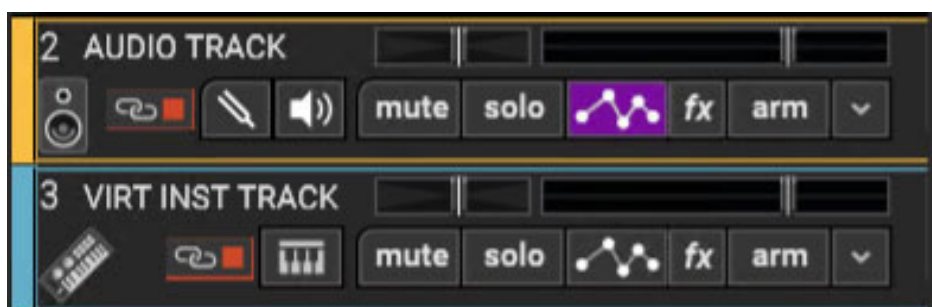 2 AUDIO TRACK
mute solo fx arm
3 VIRT INST TRACK
mute solo fx arm